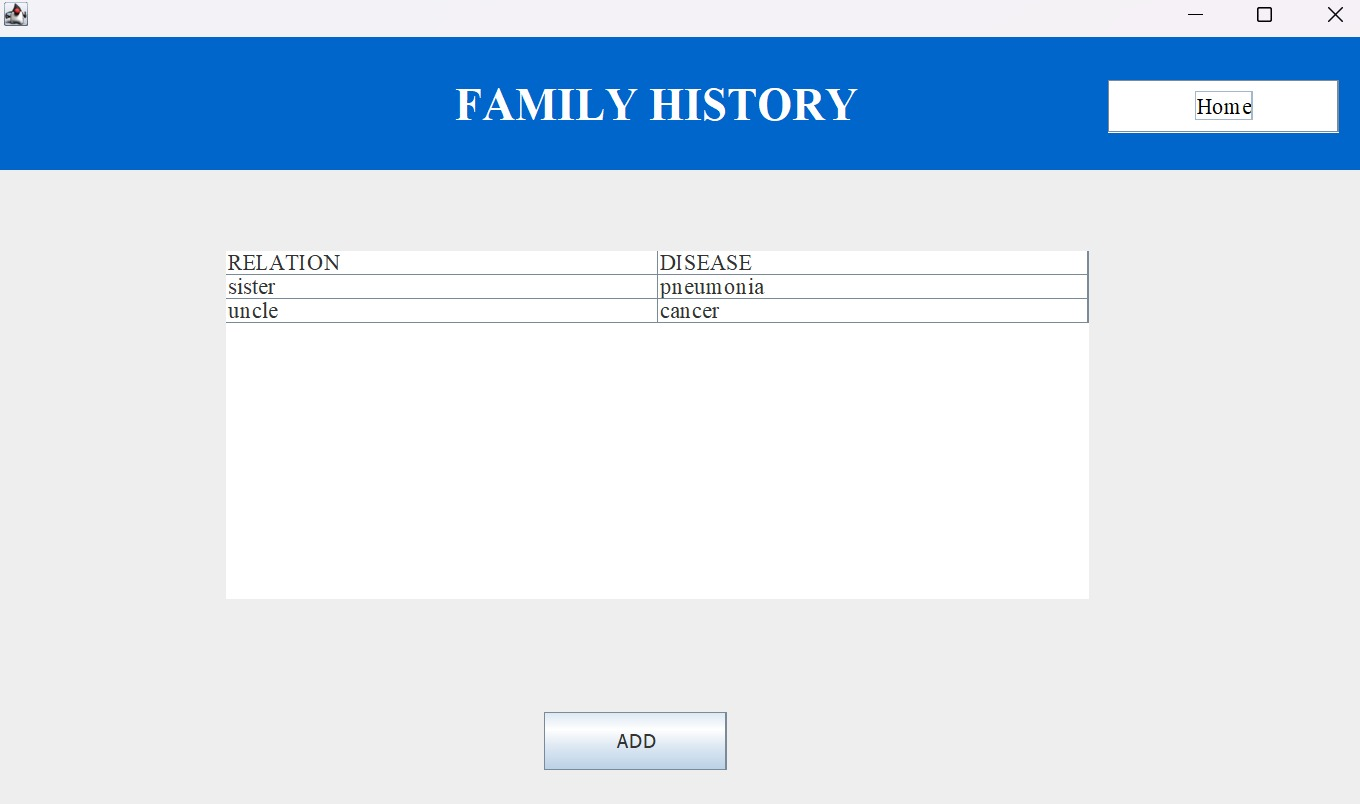 FAMILY HISTORY
Home
RELATION DISEASE
sister pneumonia
uncle cancer
ADD